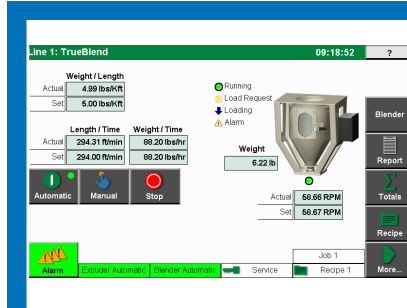 Line 1: TrueBlend 09:18:52 ?
Weight / Length
Actual 4.99 lbs/Kft
Set 5.00 lbs/Kft
Running
Load Request
Loading
Alarm
Blender
Length / Time Weight / Time
Actual 294.31 ft/min 88.20 lbs/hr
Set 294.00 ft/min 88.20 lbs/hr
Weight
6.22 lb
Report
Automatic Manual Stop
Actual 58.66 RPM
Set 58.67 RPM
Totals
Recipe
Alarm Extruder Automatic Blender Automatic Service
Job 1
Recipe 1
More...